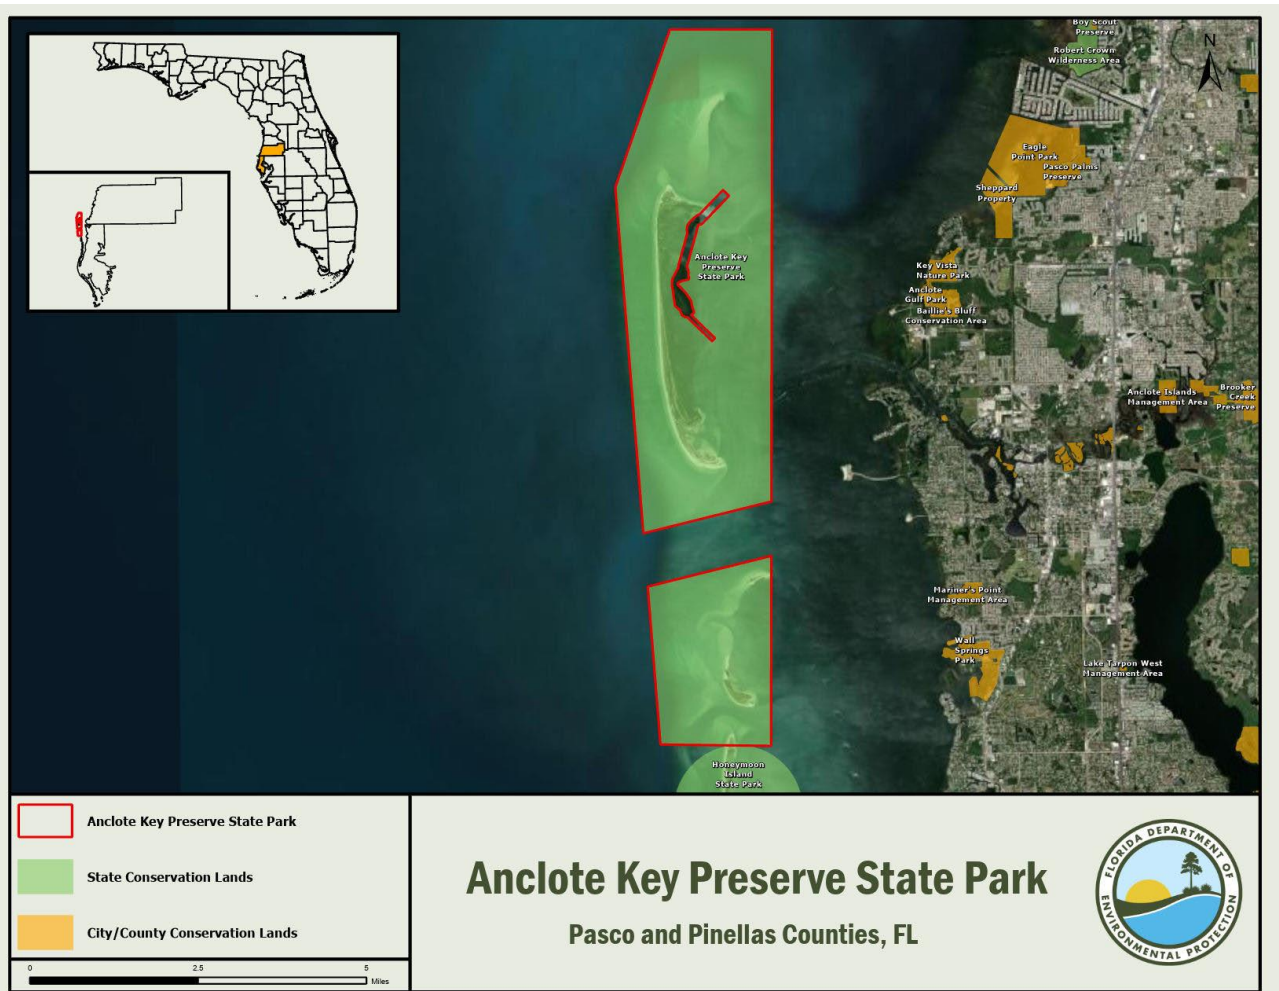 Boy Scout
Preserve
Robert Crown
Wilderness Area
N
Eagle
Point Park
Pasco Palms
Preserve
Sheppard
Property
Anclote Key
Preserve
State Park
Key Vista
Nature Park
Anclote
Gulf Park
Baillie's Bluff
Conservation Area
Anclote Islands
Management Area
Brooker
Creek
Preserve
Mariner's Point
Management Area
Wall
Springs
Park
Lake Tarpon West
Management Area
Honeymoon
Island
State Park
Anclote Key Preserve State Park
State Conservation Lands
City/County Conservation Lands
0 2.5 5
Miles
Anclote Key Preserve State Park
Pasco and Pinellas Counties, FL
FLORIDA DEPARTMENT OF
ENVIRONMENTAL PROTECTION